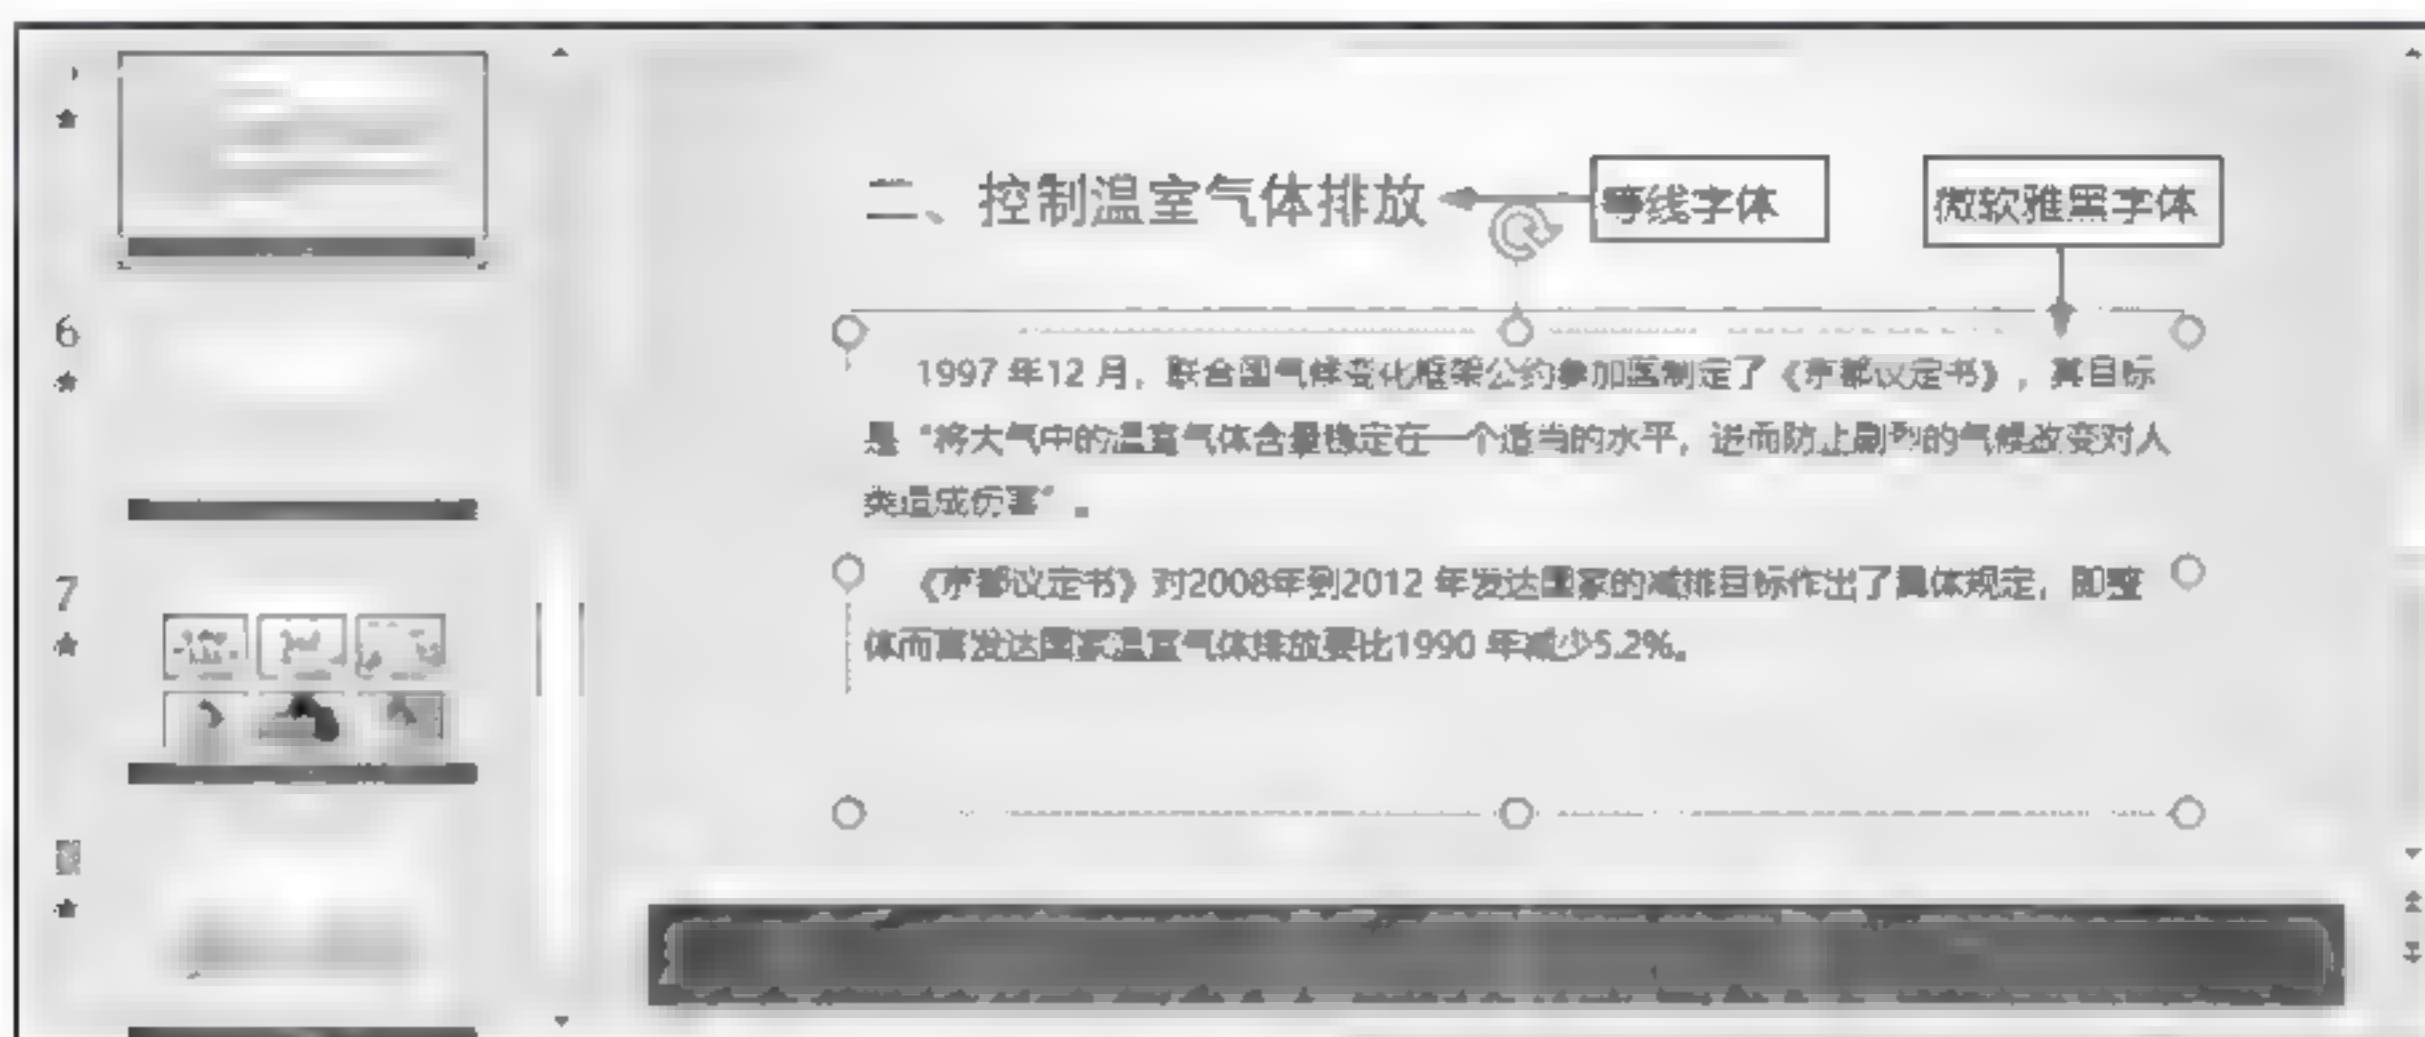 二、控制温室气体排放
等线字体
微软雅黑字体
1997 年12 月，联合国气候变化框架公约参加国制定了《京都议定书》，其目标
是“将大气中的温室气体含量稳定在一个适当的水平，进而防止剧烈的气候改变对人
类造成伤害”。
《京都议定书》对2008年到2012 年发达国家的减排目标作出了具体规定，即整
体而言发达国家温室气体排放要比1990 年减少5.2%。
6
7